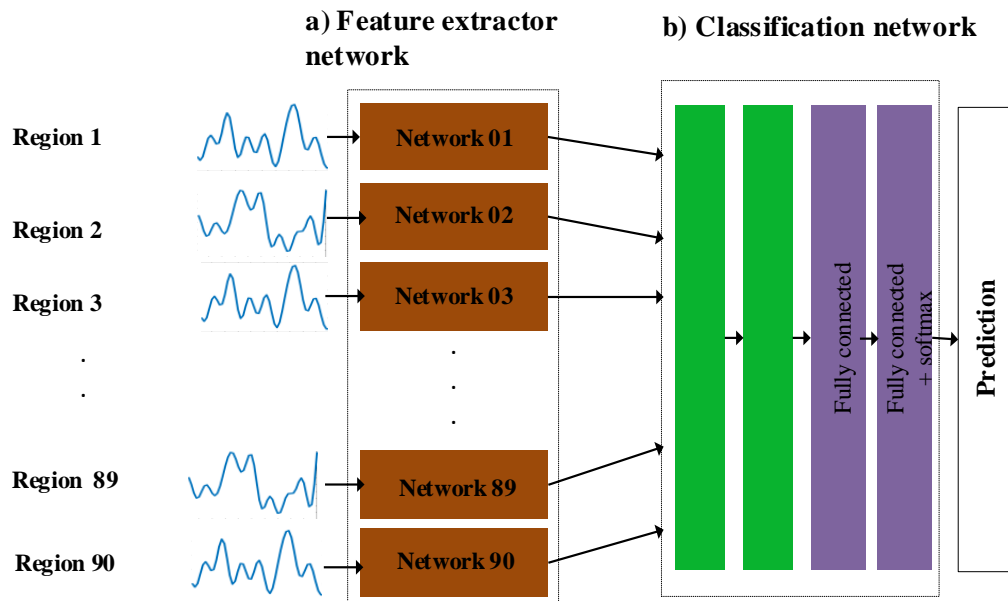 a) Feature extractor
network
b) Classification network
Region 1
Network 01
Region 2
Network 02
Region 3
Network 03
.
.
.
.
.
.
Region 89
Network 89
Region 90
Network 90
Fully connected
Fully connected
+ softmax
Prediction